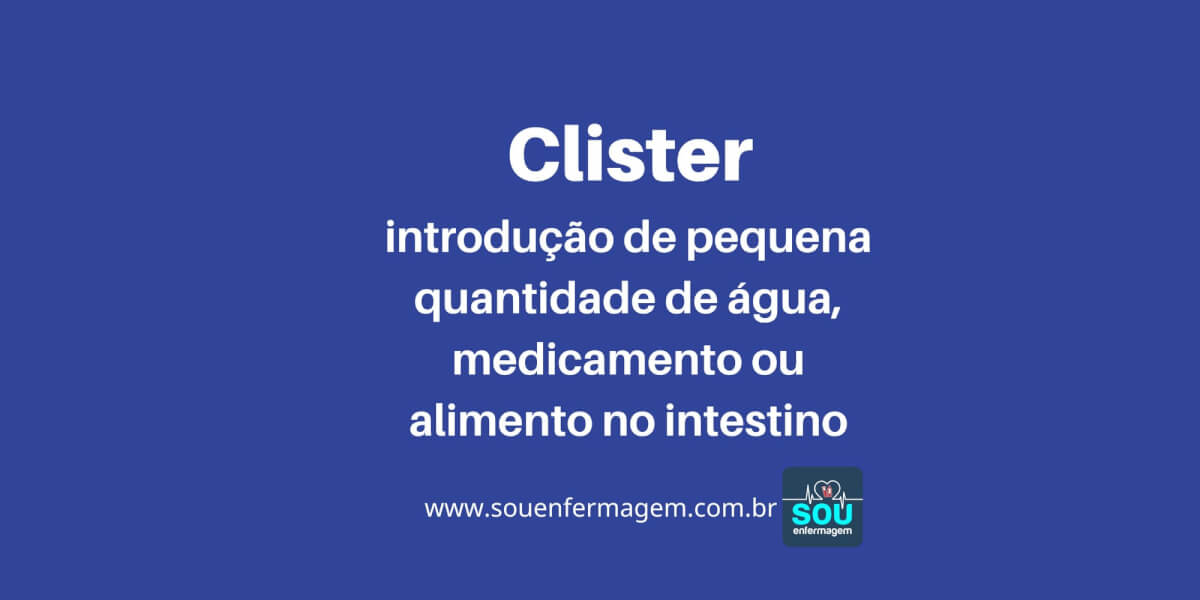 Clister
introdução de pequena
quantidade de água,
medicamento ou
alimento no intestino
www.souenfermagem.com.br
SOU
enfermagem